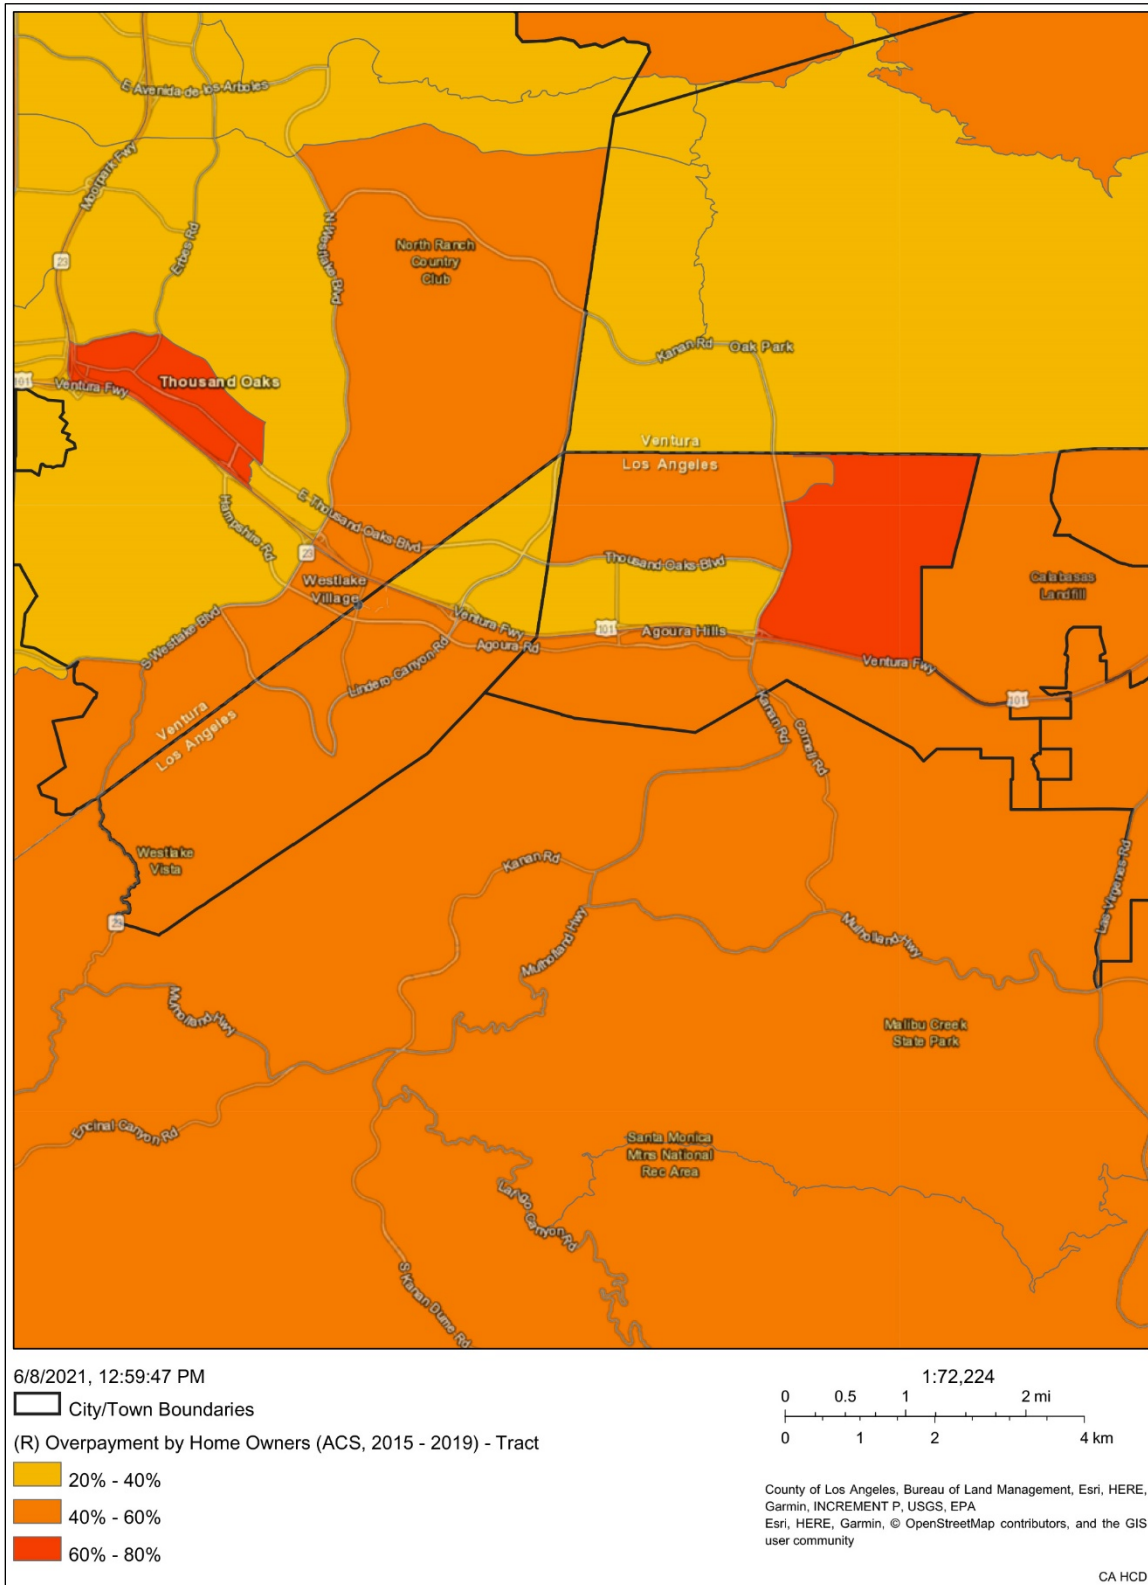 E Avenida-de-los-Arboles
Moorpark Fwy
Erbes Rd
N Westlake Blvd
North Ranch
Country
Club
23
Kanan Rd
Oak Park
101
Ventura Fwy
Thousand Oaks
Ventura
Los Angeles
Hampshire Rd
E Thousand Oaks Blvd
23
Thousand Oaks Blvd
Westlake
Village
Calabasas
Landfill
S Westlake Blvd
Ventura Fwy
101
Agoura Hills
Agoura Rd
Ventura Fwy
Lindero Canyon Rd
101
Ventura
Los Angeles
Kanan Rd
Cornell Rd
Westlake
Vista
Kanan Rd
Las Virgenes Rd
23
Mulholland Hwy
Mulholland Hwy
Mulholland Hwy
Malibu Creek
State Park
Encinal Canyon Rd
Santa Monica
Mtns National
Rec Area
Latigo Canyon Rd
S Kanan Dume Rd
6/8/2021, 12:59:47 PM
City/Town Boundaries
(R) Overpayment by Home Owners (ACS, 2015 - 2019) - Tract
20% - 40%
40% - 60%
60% - 80%
1:72,224
0 0.5 1 2 mi
0 1 2 4 km
County of Los Angeles, Bureau of Land Management, Esri, HERE,
Garmin, INCREMENT P, USGS, EPA
Esri, HERE, Garmin, © OpenStreetMap contributors, and the GIS
user community
CA HCD